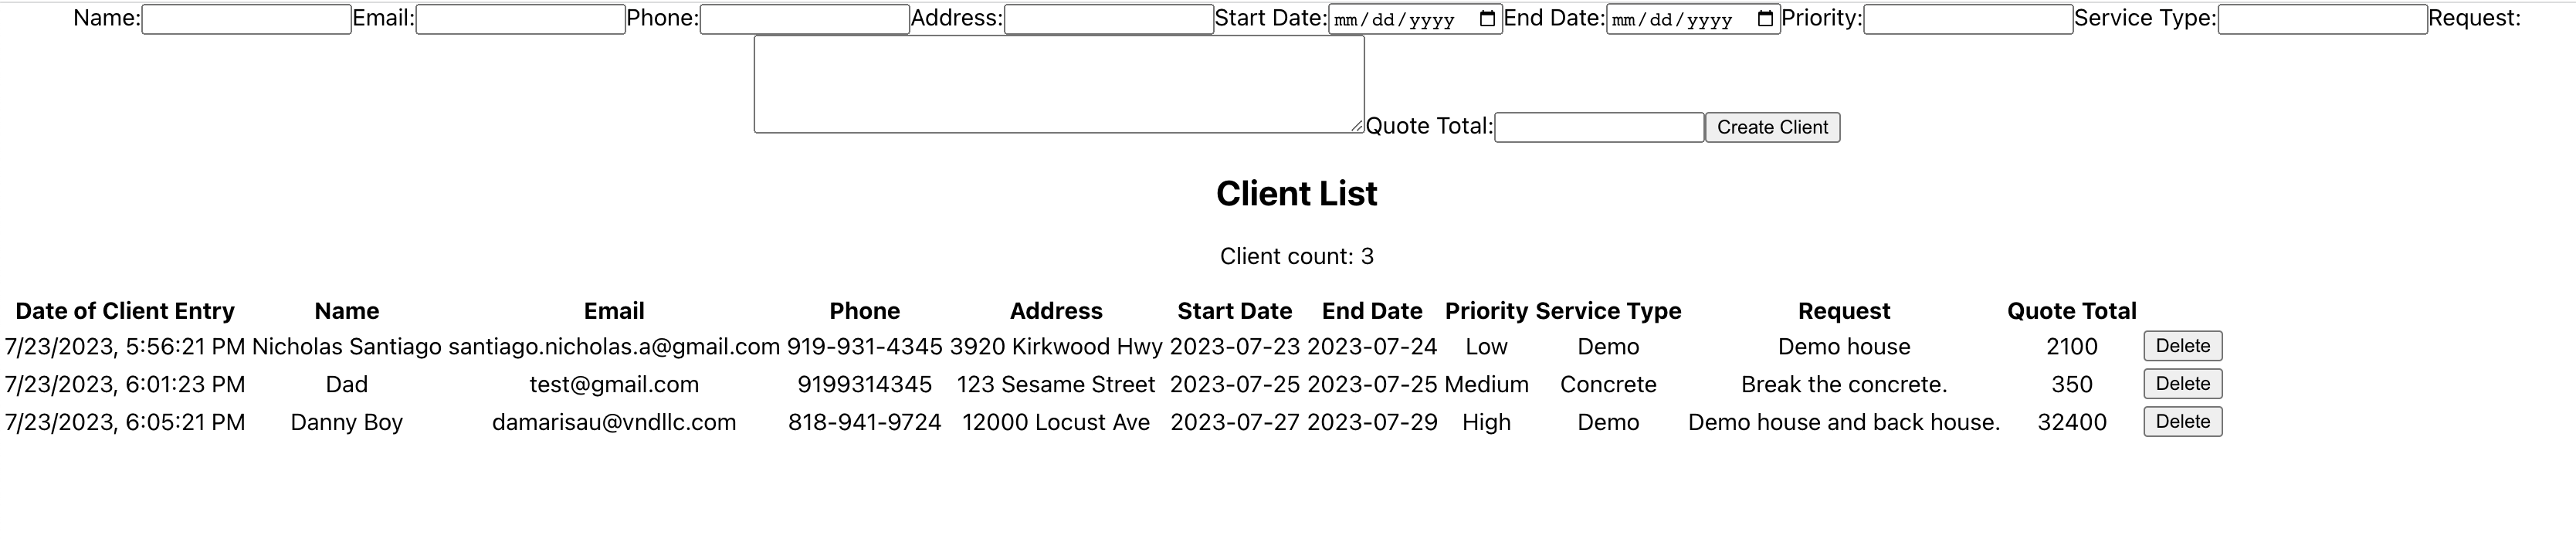 Name: Email: Phone: Address: Start Date: mm/dd/yyyy End Date: mm/dd/yyyy Priority: Service Type: Request:
Quote Total: Create Client
Client List
Client count: 3
Date of Client Entry Name Email Phone Address Start Date End Date Priority Service Type Request Quote Total
7/23/2023, 5:56:21 PM Nicholas Santiago santiago.nicholas.a@gmail.com 919-931-4345 3920 Kirkwood Hwy 2023-07-23 2023-07-24 Low Demo Demo house 2100 Delete
7/23/2023, 6:01:23 PM Dad test@gmail.com 9199314345 123 Sesame Street 2023-07-25 2023-07-25 Medium Concrete Break the concrete. 350 Delete
7/23/2023, 6:05:21 PM Danny Boy damarisau@vndllc.com 818-941-9724 12000 Locust Ave 2023-07-27 2023-07-29 High Demo Demo house and back house. 32400 Delete